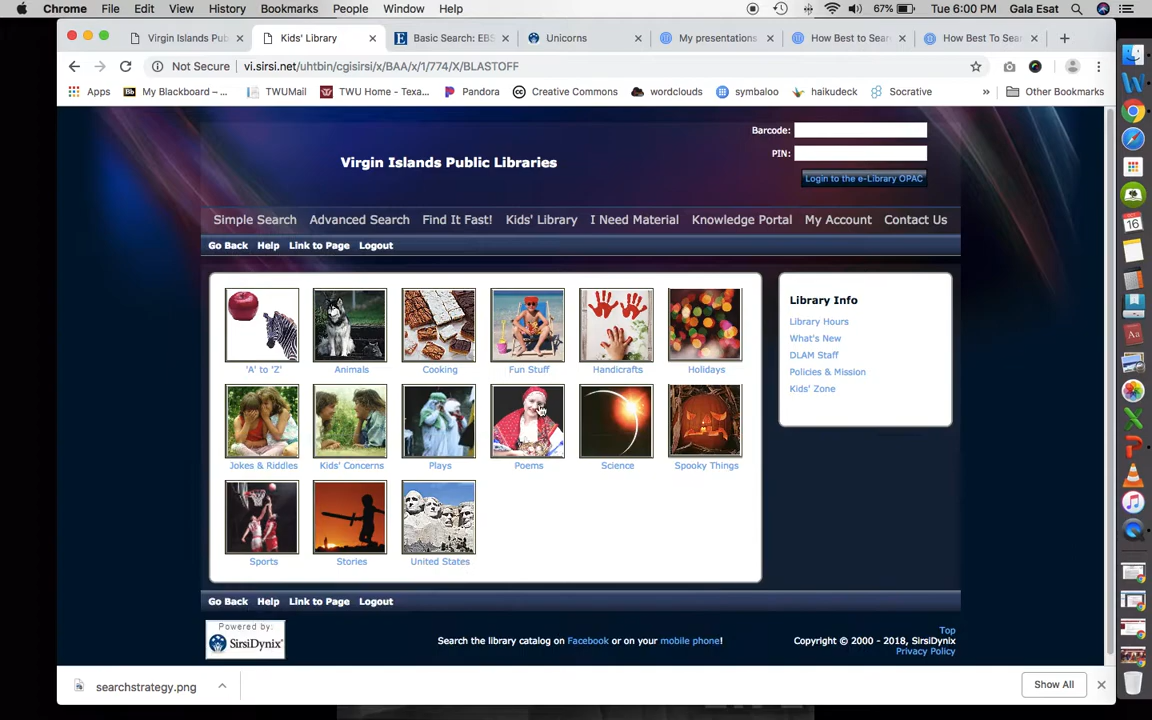 Chrome File Edit View History Bookmarks People Window Help 67% Tue 6:00 PM Gala Esat
Virgin Islands Pub
Kids' Library
Basic Search: EBS
Unicorns
My presentations
How Best to Sear
How Best To Sear
Not Secure vi.sirsi.net/uhtbin/cgisirsi/x/BAA/x/1/774/X/BLASTOFF
Apps My Blackboard – ... TWUMail TWU Home - Texa... Pandora Creative Commons wordclouds symbaloo haikudeck Socrative » Other Bookmarks
Barcode:
Virgin Islands Public Libraries
PIN:
Login to the e-Library OPAC
Simple Search Advanced Search Find It Fast! Kids' Library I Need Material Knowledge Portal My Account Contact Us
Go Back Help Link to Page Logout
'A' to 'Z' Animals Cooking Fun Stuff Handicrafts Holidays
Jokes & Riddles Kids' Concerns Plays Poems Science Spooky Things
Sports Stories United States
Library Info
Library Hours
What's New
DLAM Staff
Policies & Mission
Kids' Zone
Go Back Help Link to Page Logout
Powered by:
SirsiDynix
Search the library catalog on Facebook or on your mobile phone!
Top
Copyright © 2000 - 2018, SirsiDynix
Privacy Policy
searchstrategy.png
Show All
16
Aa